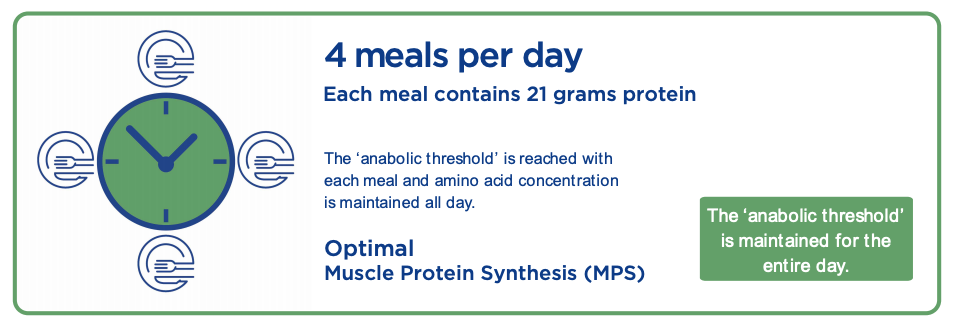 4 meals per day
Each meal contains 21 grams protein
The ‘anabolic threshold’ is reached with
each meal and amino acid concentration
is maintained all day.
Optimal
Muscle Protein Synthesis (MPS)
The ‘anabolic threshold’
is maintained for the
entire day.